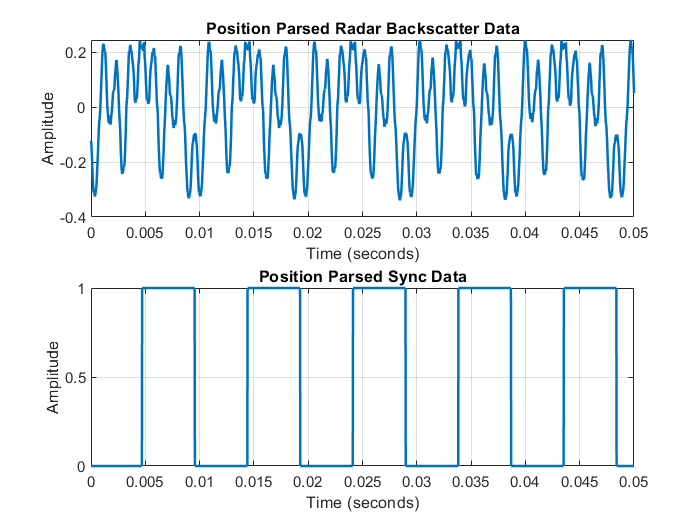 Position Parsed Radar Backscatter Data
0.2
0
-0.2
-0.4
Amplitude
0 0.005 0.01 0.015 0.02 0.025 0.03 0.035 0.04 0.045 0.05
Time (seconds)
Position Parsed Sync Data
1
0.5
0
Amplitude
0 0.005 0.01 0.015 0.02 0.025 0.03 0.035 0.04 0.045 0.05
Time (seconds)